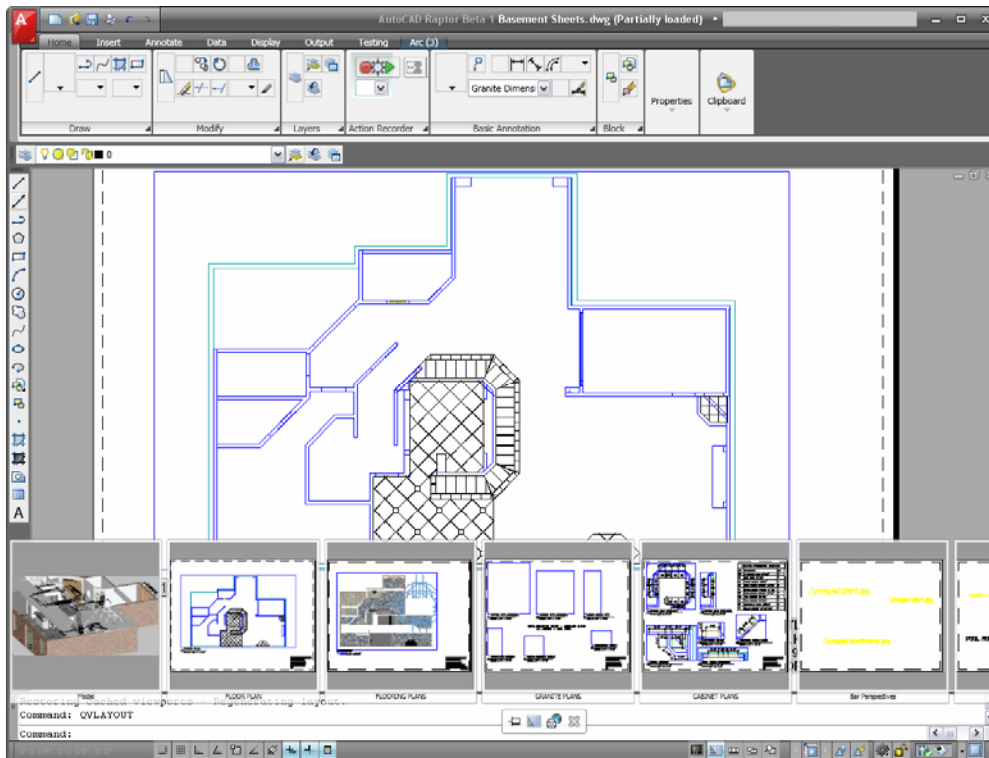 AutoCAD Raptor Beta 1 Basement Sheets.dwg (Partially loaded)
Home Insert Annotate Data Display Output Testing Arc (3)
Granite Dimensi
Properties Clipboard
Draw Modify Layers Action Recorder Basic Annotation Block
0
A
Model FLOOR PLAN FLOORING PLANS GRANITE PLANS CABINET PLANS Bar Perspectives
Restoring cached viewports - Regenerating layout.
Command: QVLAYOUT
Command: